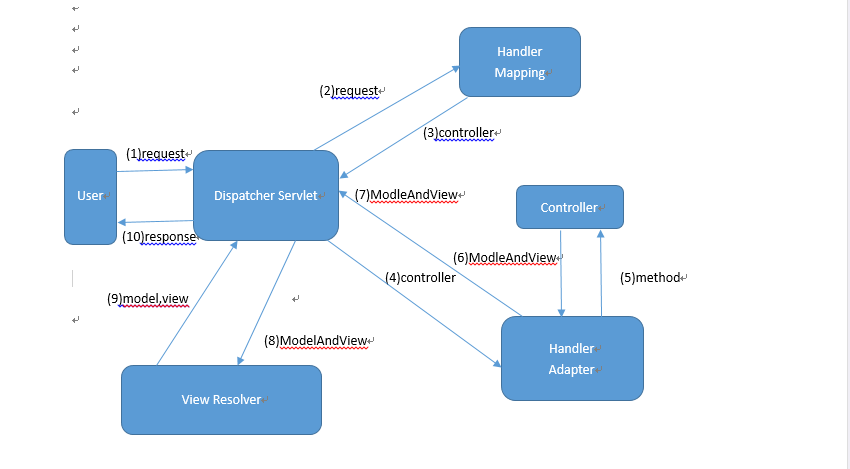 Handler
Mapping
(2)request
(3)controller
(1)request
User
Dispatcher Servlet
(7)ModleAndView
Controller
(10)response
(6)ModleAndView
(4)controller
(5)method
(9)model,view
(8)ModelAndView
Handler
Adapter
View Resolver